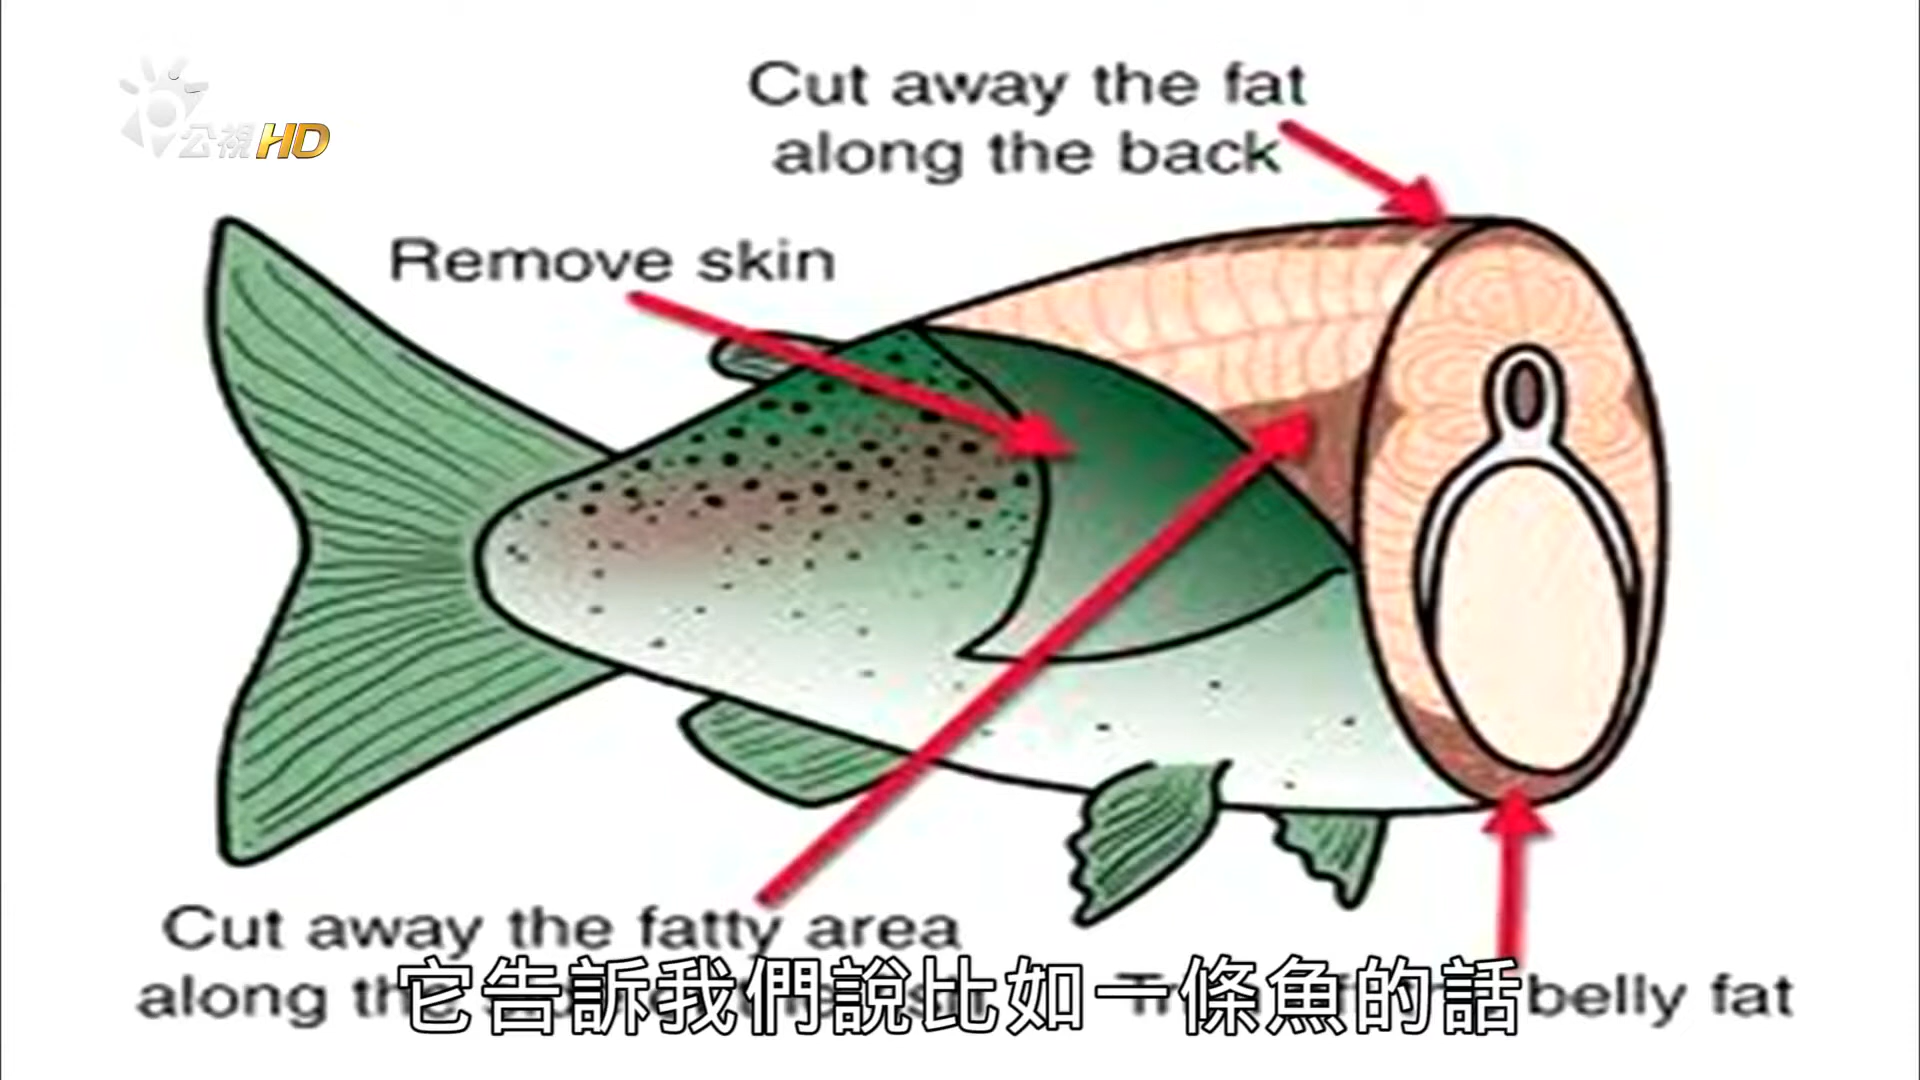 公視HD
Cut away the fat
along the back
Remove skin
Cut away the fatty area
along
belly fat
它告訴我們說比如一條魚的話